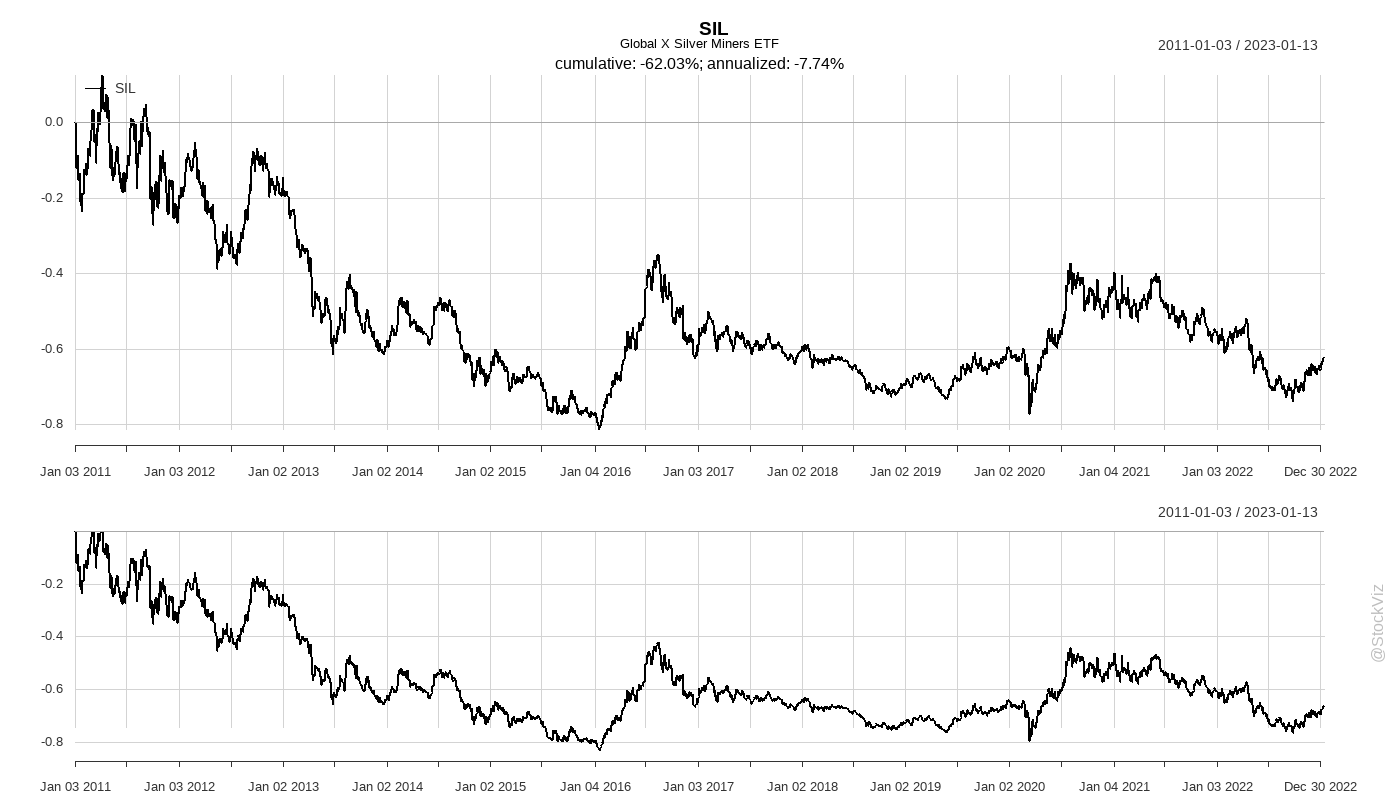 SIL
Global X Silver Miners ETF
2011-01-03 / 2023-01-13
cumulative: -62.03%; annualized: -7.74%
SIL
0.0
-0.2
-0.4
-0.6
-0.8
Jan 03 2011 Jan 03 2012 Jan 02 2013 Jan 02 2014 Jan 02 2015 Jan 04 2016 Jan 03 2017 Jan 02 2018 Jan 02 2019 Jan 02 2020 Jan 04 2021 Jan 03 2022 Dec 30 2022
2011-01-03 / 2023-01-13
-0.2
-0.4
-0.6
-0.8
Jan 03 2011 Jan 03 2012 Jan 02 2013 Jan 02 2014 Jan 02 2015 Jan 04 2016 Jan 03 2017 Jan 02 2018 Jan 02 2019 Jan 02 2020 Jan 04 2021 Jan 03 2022 Dec 30 2022
@StockViz